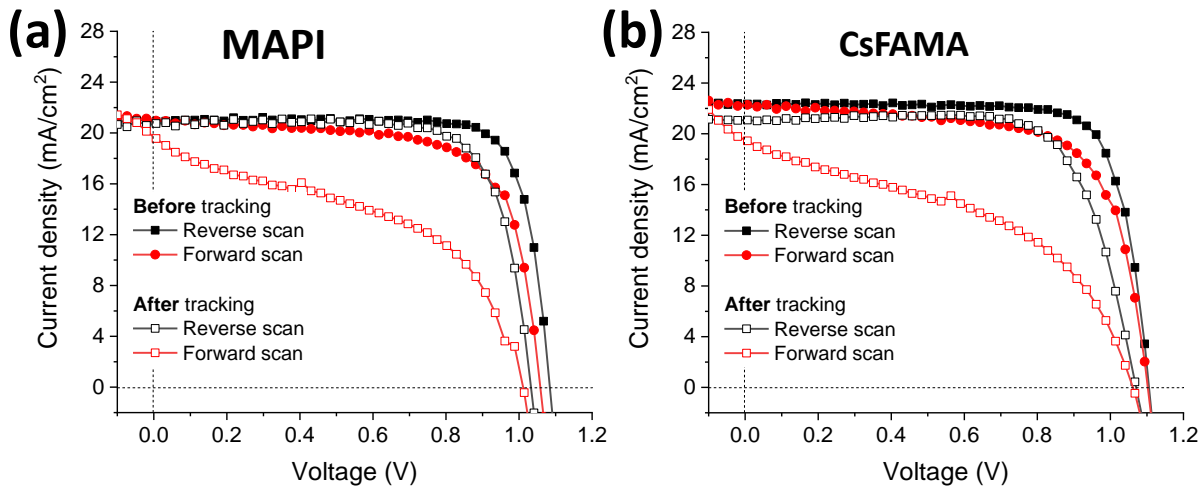 (a)
MAPI
28
24
20
16
12
8
4
0
Current density (mA/cm²)
Before tracking
Reverse scan
Forward scan
After tracking
Reverse scan
Forward scan
0.0 0.2 0.4 0.6 0.8 1.0 1.2
Voltage (V)
(b)
CsFAMA
28
24
20
16
12
8
4
0
Current density (mA/cm²)
Before tracking
Reverse scan
Forward scan
After tracking
Reverse scan
Forward scan
0.0 0.2 0.4 0.6 0.8 1.0 1.2
Voltage (V)